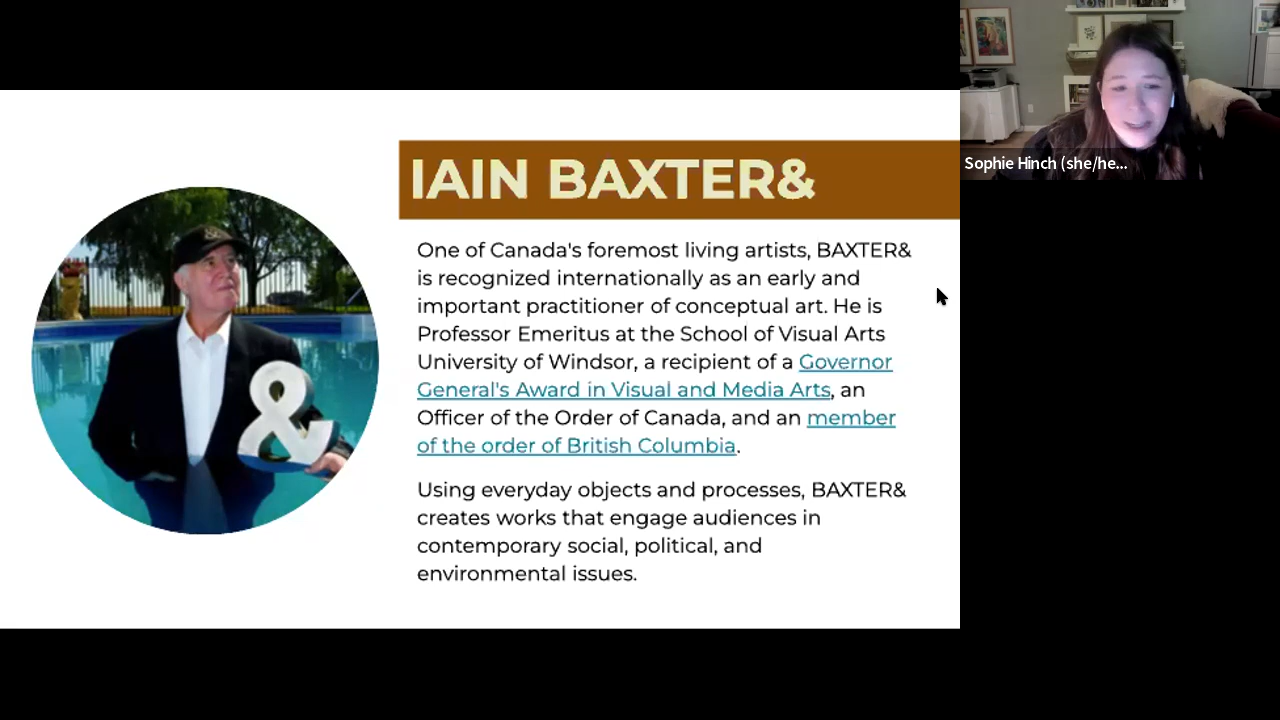 IAIN BAXTER&
One of Canada's foremost living artists, BAXTER&
is recognized internationally as an early and
important practitioner of conceptual art. He is
Professor Emeritus at the School of Visual Arts
University of Windsor, a recipient of a Governor
General's Award in Visual and Media Arts, an
Officer of the Order of Canada, and an member
of the order of British Columbia.
Using everyday objects and processes, BAXTER&
creates works that engage audiences in
contemporary social, political, and
environmental issues.
&
Sophie Hinch (she/he...